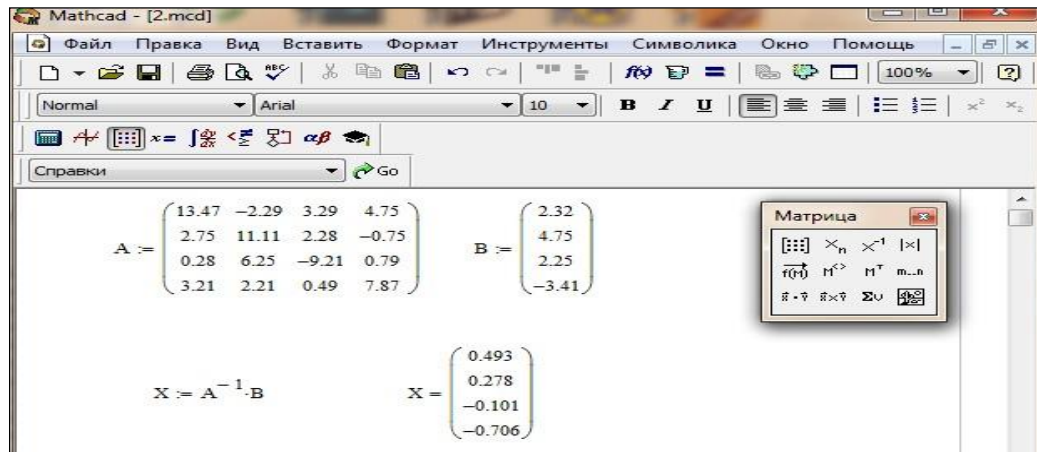 Mathcad - [2.mcd]
Файл Правка Вид Вставить Формат Инструменты Символика Окно Помощь
100%
Normal Arial 10 B I U
Справки Go
A := ( 13.47 −2.29 3.29 4.75
2.75 11.11 2.28 −0.75
0.28 6.25 −9.21 0.79
3.21 2.21 0.49 7.87 )
B := ( 2.32
4.75
2.25
−3.41 )
Матрица
[:::] ×n ×⁻¹ |×|
f(M) M<> Mᵀ m..n
Συ
X := A⁻¹·B
X = ( 0.493
0.278
−0.101
−0.706 )